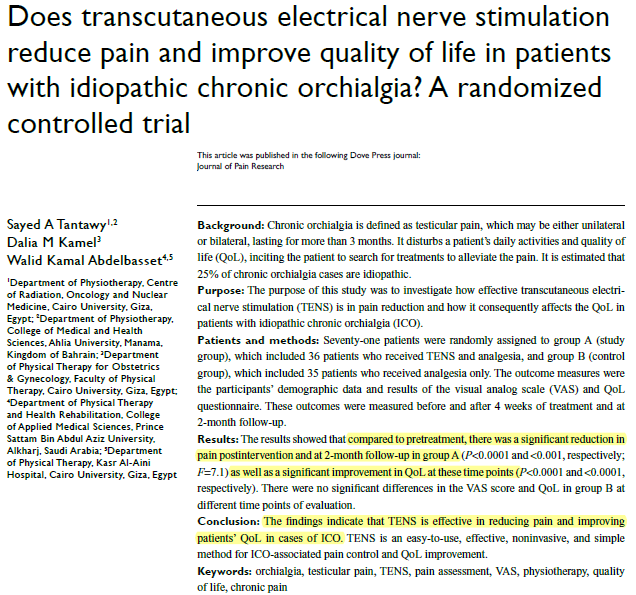 Does transcutaneous electrical nerve stimulation
reduce pain and improve quality of life in patients
with idiopathic chronic orchialgia? A randomized
controlled trial
This article was published in the following Dove Press journal:
Journal of Pain Research
Sayed A Tantawy1,2
Dalia M Kamel3
Walid Kamal Abdelbasset4,5
1Department of Physiotherapy, Centre
of Radiation, Oncology and Nuclear
Medicine, Cairo University, Giza,
Egypt; 2Department of Physiotherapy,
College of Medical and Health
Sciences, Ahlia University, Manama,
Kingdom of Bahrain; 3Department
of Physical Therapy for Obstetrics
& Gynecology, Faculty of Physical
Therapy, Cairo University, Giza, Egypt;
4Department of Physical Therapy
and Health Rehabilitation, College
of Applied Medical Sciences, Prince
Sattam Bin Abdul Aziz University,
Alkharj, Saudi Arabia; 5Department
of Physical Therapy, Kasr Al-Aini
Hospital, Cairo University, Giza, Egypt
Background: Chronic orchialgia is defined as testicular pain, which may be either unilateral
or bilateral, lasting for more than 3 months. It disturbs a patient's daily activities and quality of
life (QoL), inciting the patient to search for treatments to alleviate the pain. It is estimated that
25% of chronic orchialgia cases are idiopathic.
Purpose: The purpose of this study was to investigate how effective transcutaneous electri-
cal nerve stimulation (TENS) is in pain reduction and how it consequently affects the QoL in
patients with idiopathic chronic orchialgia (ICO).
Patients and methods: Seventy-one patients were randomly assigned to group A (study
group), which included 36 patients who received TENS and analgesia, and group B (control
group), which included 35 patients who received analgesia only. The outcome measures were
the participants' demographic data and results of the visual analog scale (VAS) and QoL
questionnaire. These outcomes were measured before and after 4 weeks of treatment and at
2-month follow-up.
Results: The results showed that compared to pretreatment, there was a significant reduction in
pain postintervention and at 2-month follow-up in group A (P<0.0001 and <0.001, respectively;
F=7.1) as well as a significant improvement in QoL at these time points (P<0.0001 and <0.0001,
respectively). There were no significant differences in the VAS score and QoL in group B at
different time points of evaluation.
Conclusion: The findings indicate that TENS is effective in reducing pain and improving
patients' QoL in cases of ICO. TENS is an easy-to-use, effective, noninvasive, and simple
method for ICO-associated pain control and QoL improvement.
Keywords: orchialgia, testicular pain, TENS, pain assessment, VAS, physiotherapy, quality
of life, chronic pain